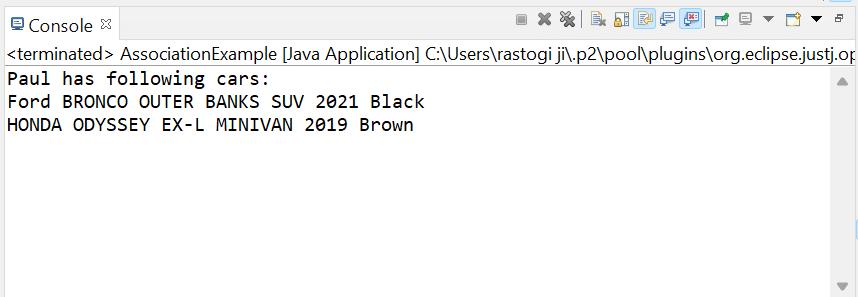 Console
<terminated> AssociationExample [Java Application] C:\Users\rastogi ji\.p2\pool\plugins\org.eclipse.justj.op
Paul has following cars:
Ford BRONCO OUTER BANKS SUV 2021 Black
HONDA ODYSSEY EX-L MINIVAN 2019 Brown